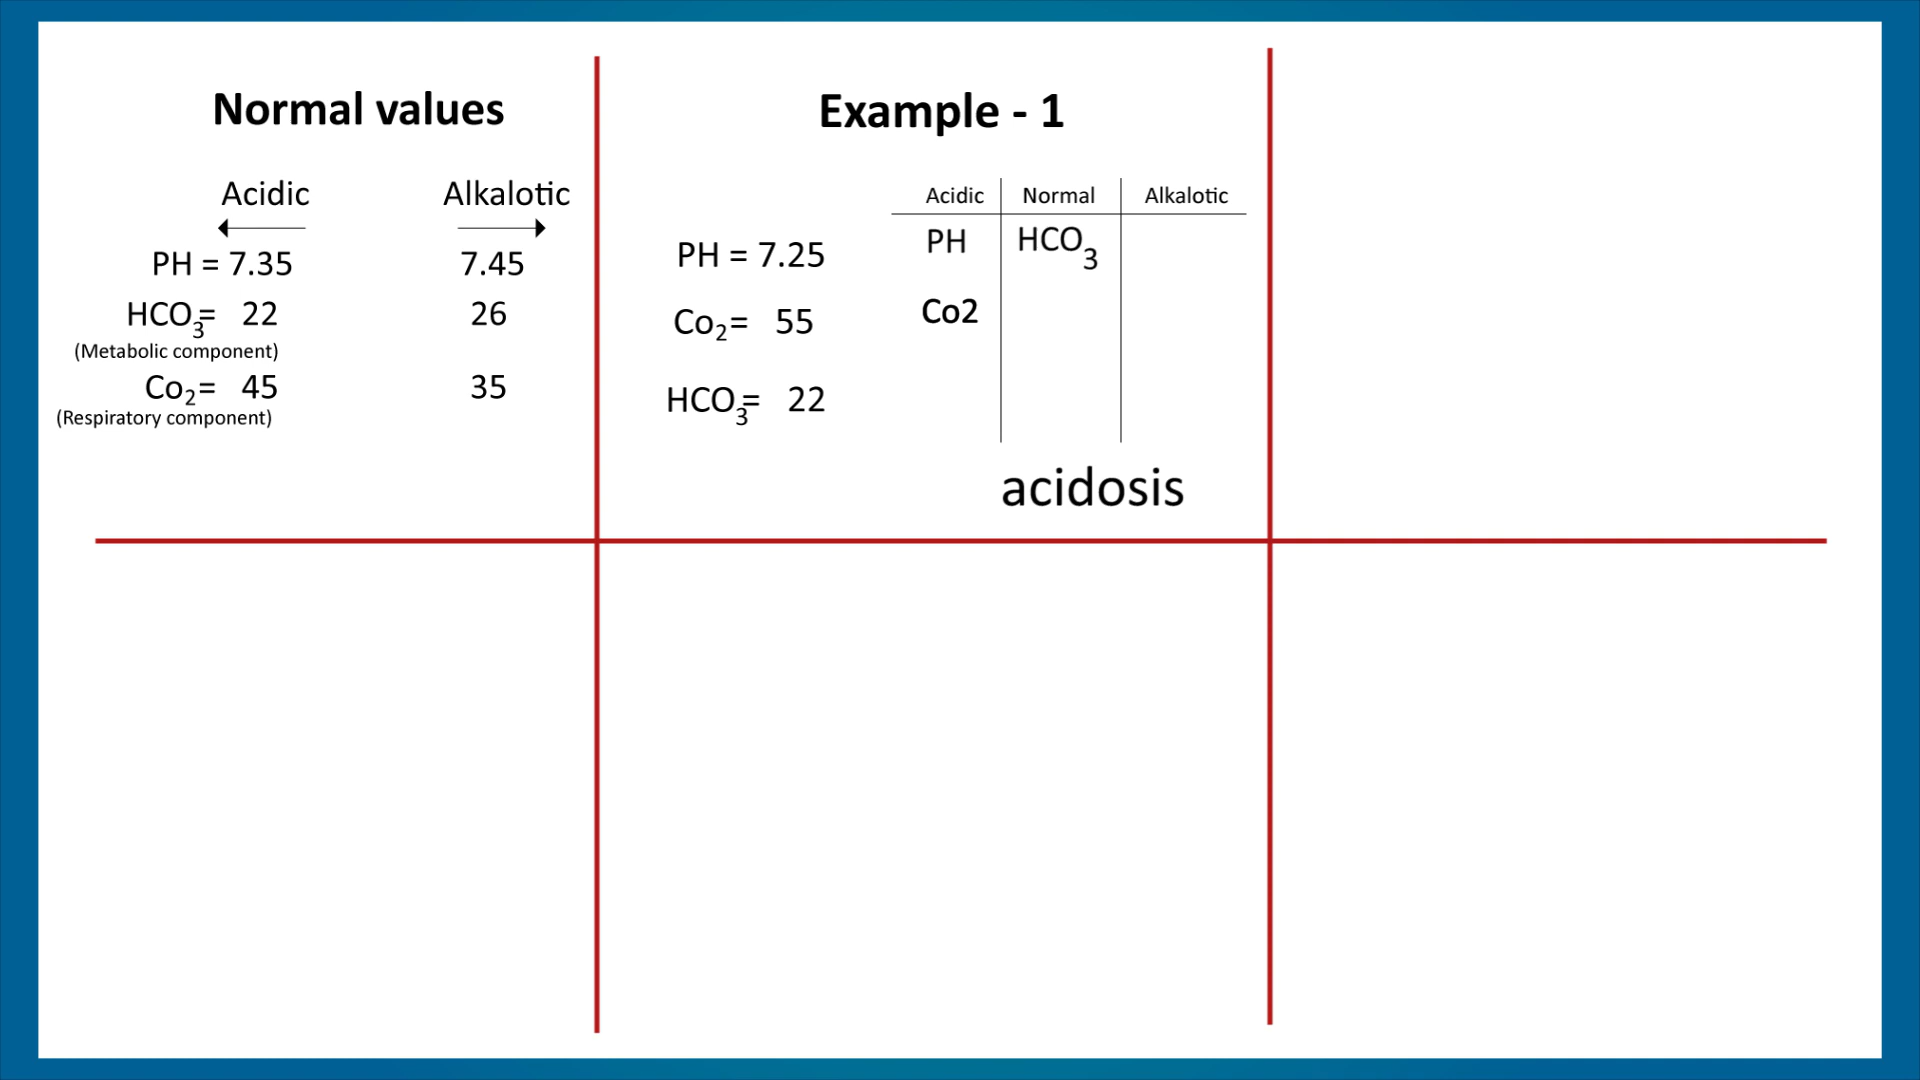 Normal values
Acidic Alkalotic
PH = 7.35 7.45
HCO3= 22 26
(Metabolic component)
Co2= 45 35
(Respiratory component)
Example - 1
PH = 7.25
Co2= 55
HCO3= 22
Acidic Normal Alkalotic
PH HCO3
Co2
acidosis